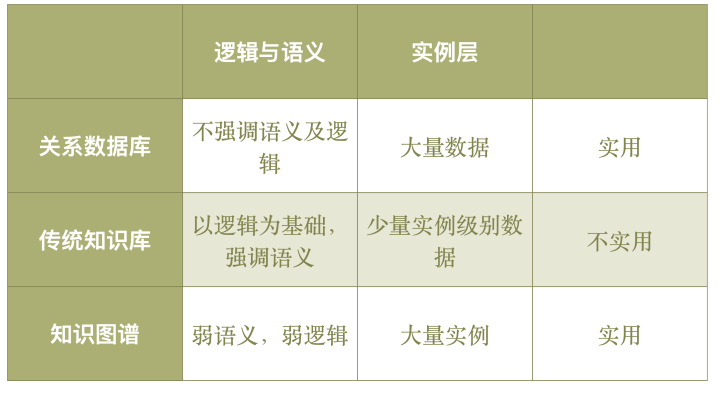 逻辑与语义 实例层
关系数据库 不强调语义及逻
辑 大量数据 实用
传统知识库 以逻辑为基础，
强调语义 少量实例级别数
据 不实用
知识图谱 弱语义，弱逻辑 大量实例 实用